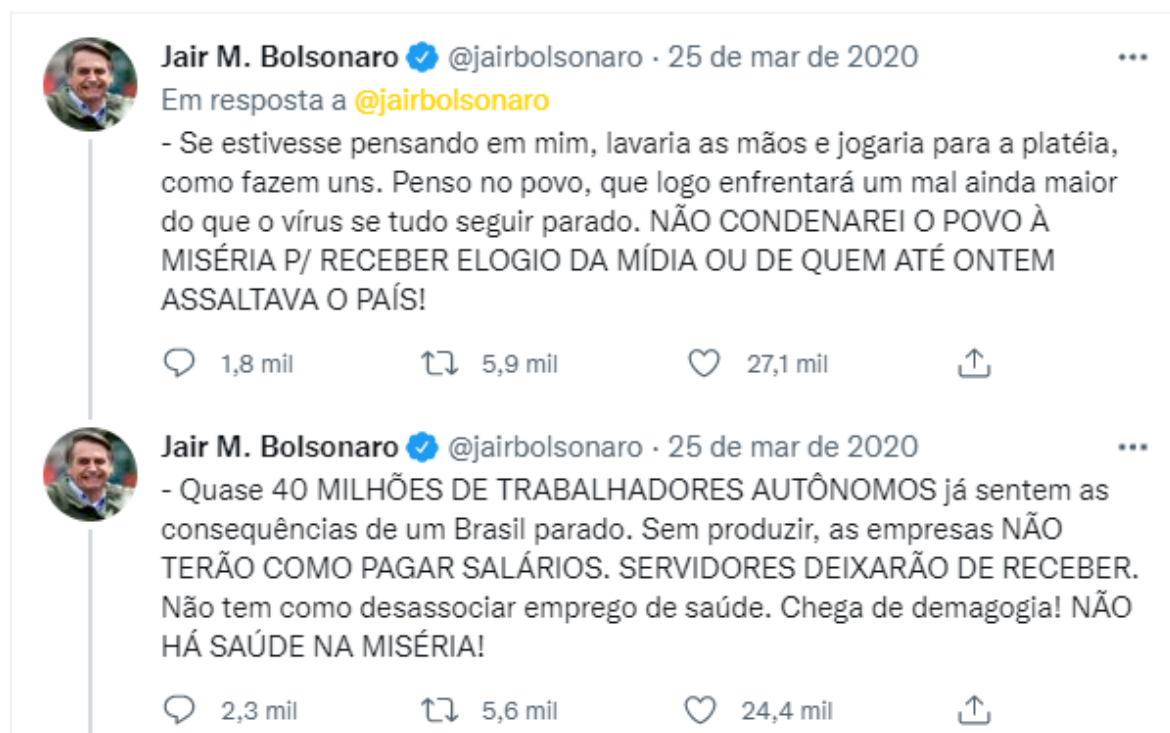 Jair M. Bolsonaro @jairbolsonaro · 25 de mar de 2020
Em resposta a @jairbolsonaro
- Se estivesse pensando em mim, lavaria as mãos e jogaria para a platéia,
como fazem uns. Penso no povo, que logo enfrentará um mal ainda maior
do que o vírus se tudo seguir parado. NÃO CONDENAREI O POVO À
MISÉRIA P/ RECEBER ELOGIO DA MÍDIA OU DE QUEM ATÉ ONTEM
ASSALTAVA O PAÍS!
1,8 mil 5,9 mil 27,1 mil
Jair M. Bolsonaro @jairbolsonaro · 25 de mar de 2020
- Quase 40 MILHÕES DE TRABALHADORES AUTÔNOMOS já sentem as
consequências de um Brasil parado. Sem produzir, as empresas NÃO
TERÃO COMO PAGAR SALÁRIOS. SERVIDORES DEIXARÃO DE RECEBER.
Não tem como desassociar emprego de saúde. Chega de demagogia! NÃO
HÁ SAÚDE NA MISÉRIA!
2,3 mil 5,6 mil 24,4 mil